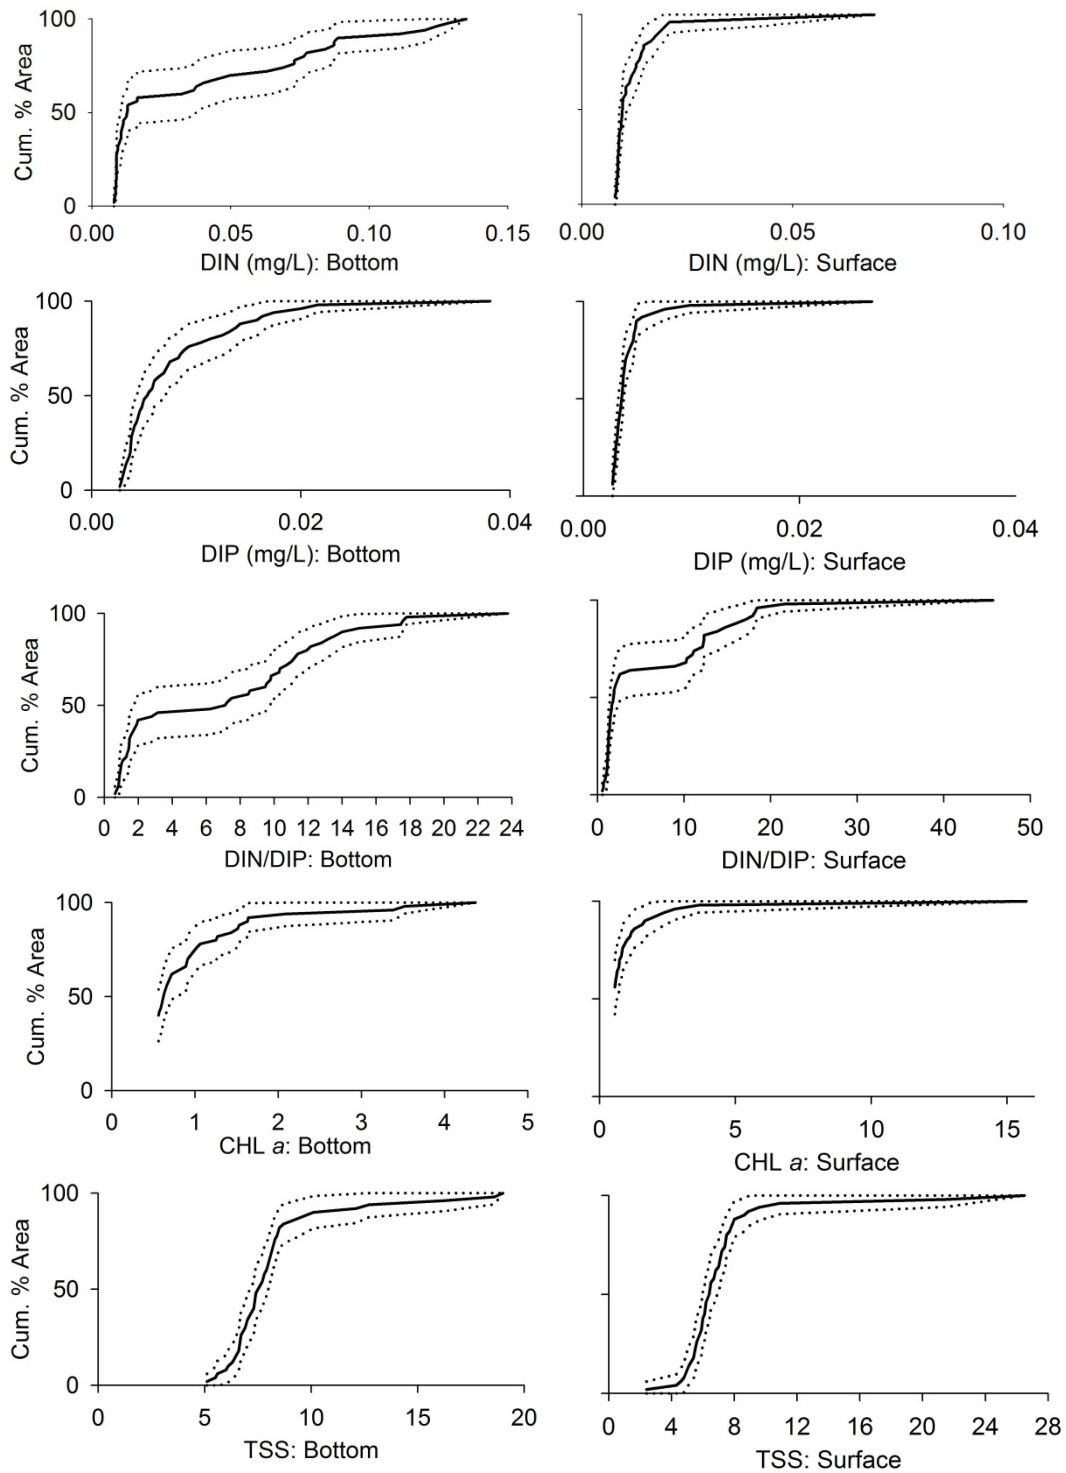 Cum. % Area
100
50
0
0.00 0.05 0.10 0.15
DIN (mg/L): Bottom
0.00 0.05 0.10
DIN (mg/L): Surface
Cum. % Area
100
50
0
0.00 0.02 0.04
DIP (mg/L): Bottom
0.00 0.02 0.04
DIP (mg/L): Surface
Cum. % Area
100
50
0
0 2 4 6 8 10 12 14 16 18 20 22 24
DIN/DIP: Bottom
0 10 20 30 40 50
DIN/DIP: Surface
Cum. % Area
100
50
0
0 1 2 3 4 5
CHL a: Bottom
0 5 10 15
CHL a: Surface
Cum. % Area
100
50
0
0 5 10 15 20
TSS: Bottom
0 4 8 12 16 20 24 28
TSS: Surface